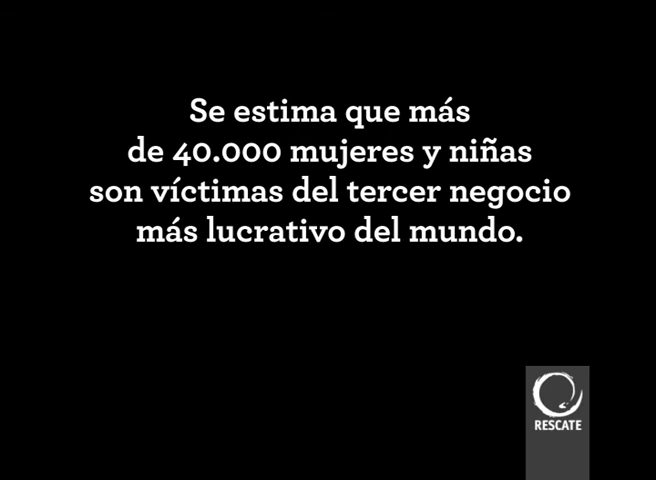 Se estima que más
de 40.000 mujeres y niñas
son víctimas del tercer negocio
más lucrativo del mundo.
RESCATE